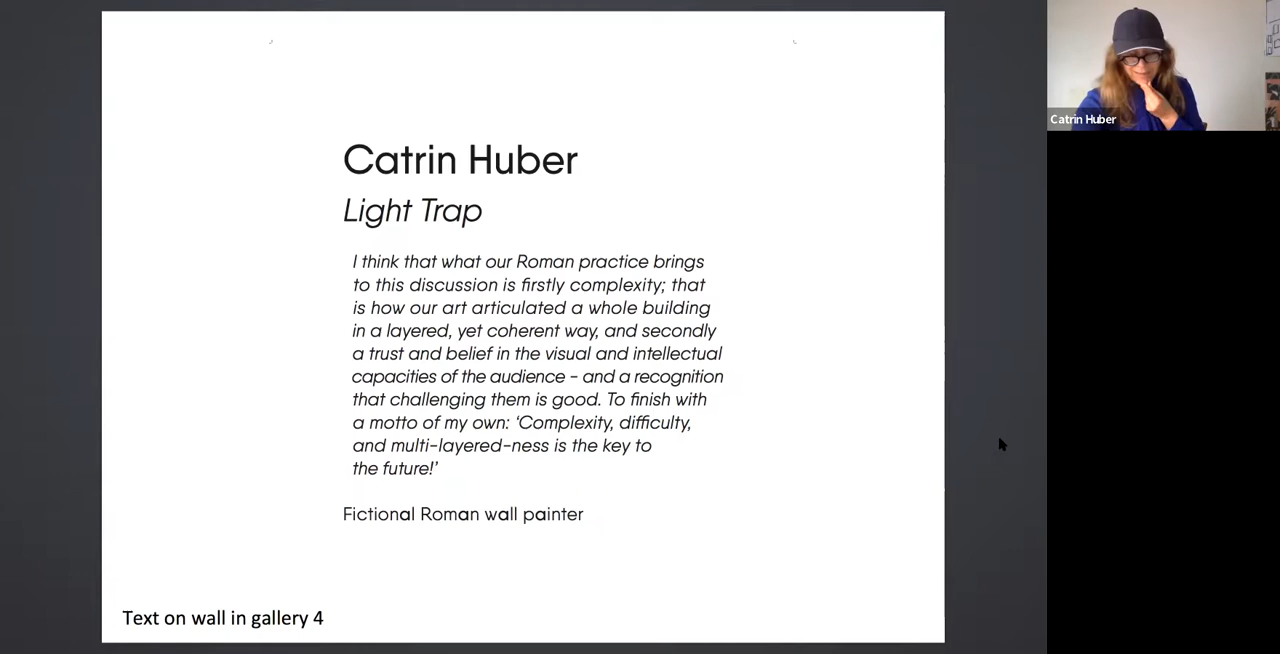 Catrin Huber
Light Trap
I think that what our Roman practice brings
to this discussion is firstly complexity; that
is how our art articulated a whole building
in a layered, yet coherent way, and secondly
a trust and belief in the visual and intellectual
capacities of the audience – and a recognition
that challenging them is good. To finish with
a motto of my own: ‘Complexity, difficulty,
and multi-layered-ness is the key to
the future!’
Fictional Roman wall painter
Text on wall in gallery 4
Catrin Huber